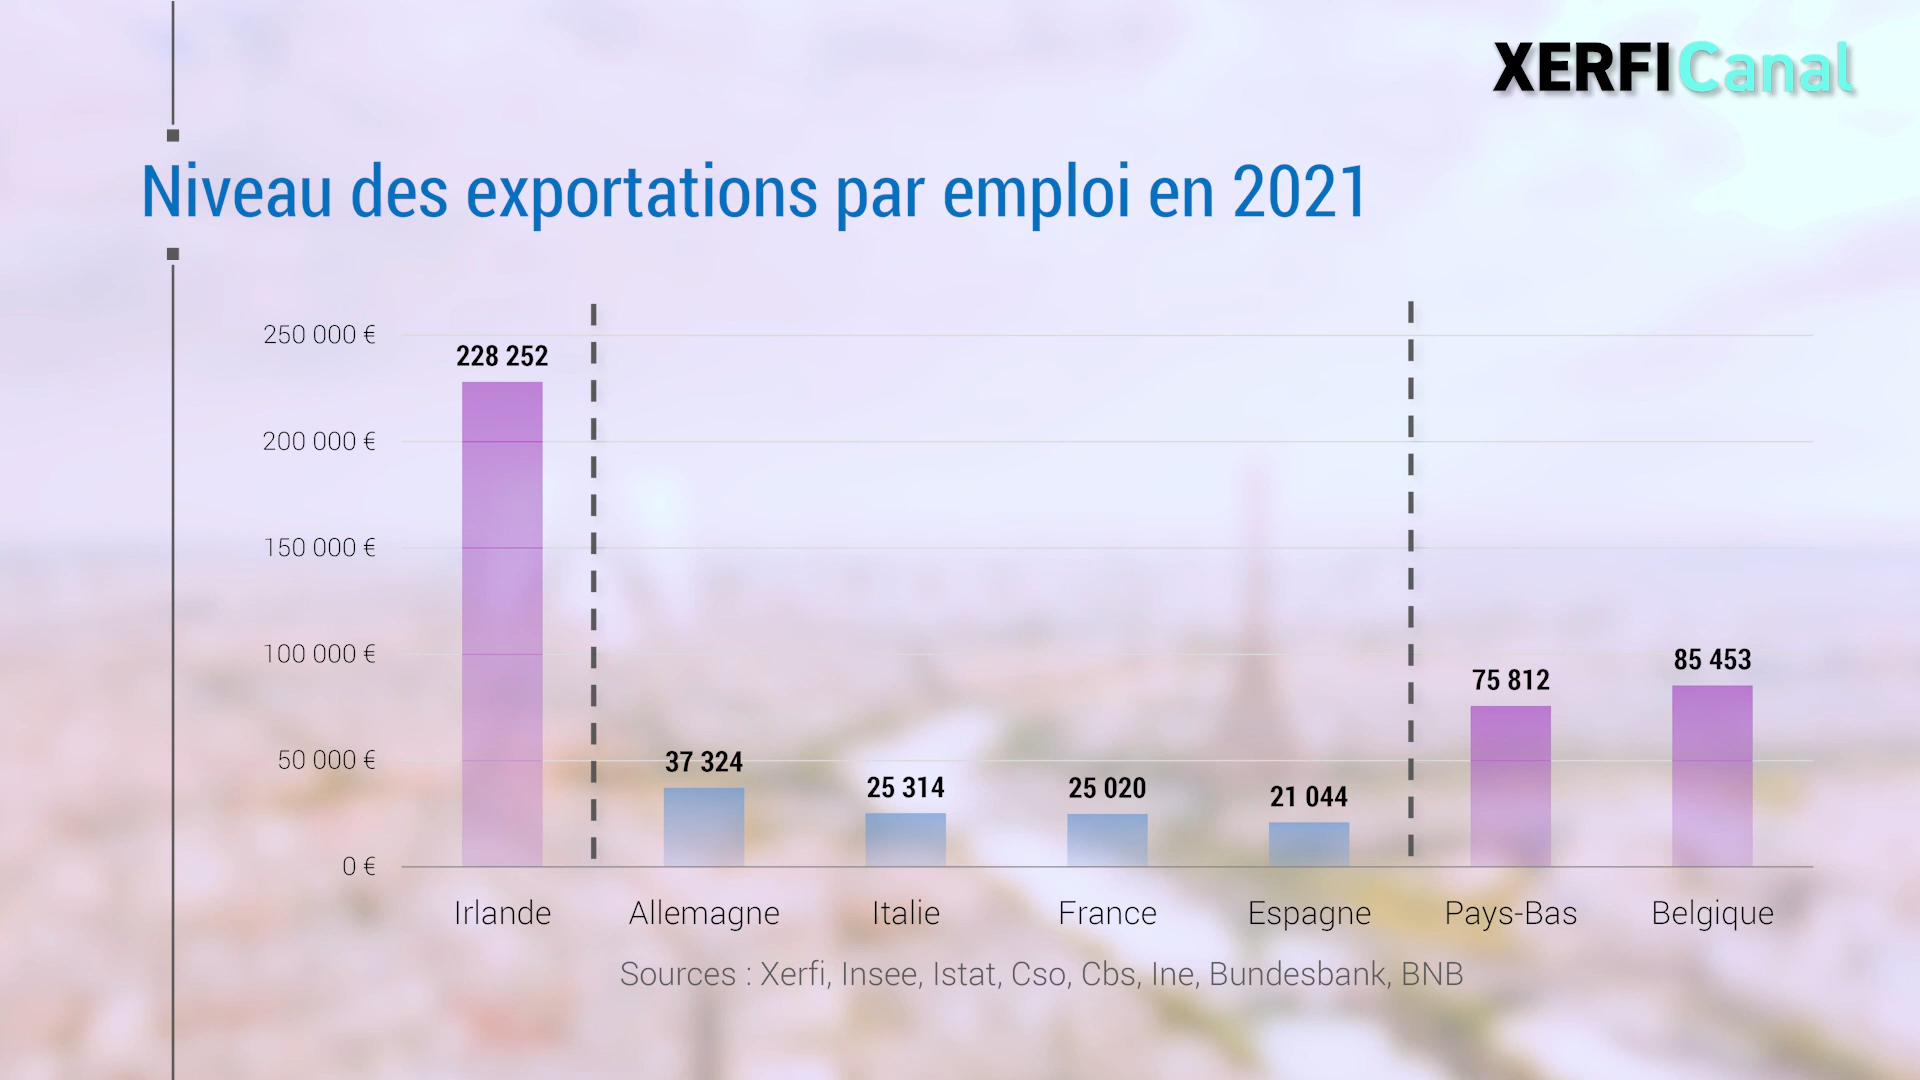 XERFI Canal
Niveau des exportations par emploi en 2021
250 000 €
200 000 €
150 000 €
100 000 €
50 000 €
0 €
228 252
37 324
25 314
25 020
21 044
75 812
85 453
Irlande
Allemagne
Italie
France
Espagne
Pays-Bas
Belgique
Sources : Xerfi, Insee, Istat, Cso, Cbs, Ine, Bundesbank, BNB